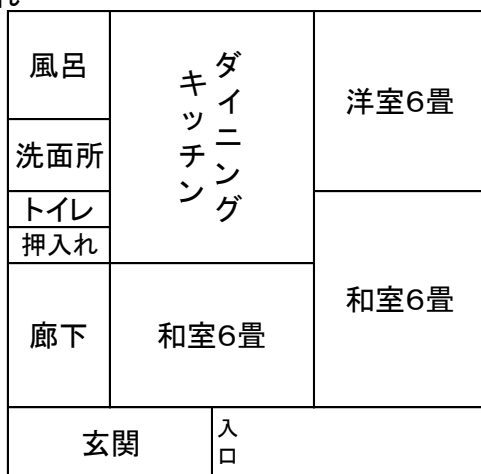 風呂
ダイニング
キッチン
洋室6畳
洗面所
トイレ
押入れ
和室6畳
廊下
和室6畳
玄関
入口